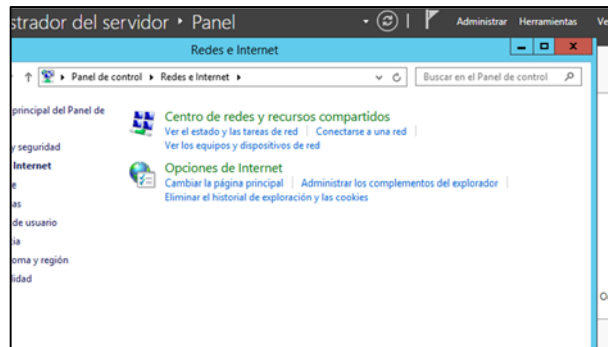 strador del servidor ‣ Panel
Administrar Herramientas Ve
Redes e Internet
Panel de control ▸ Redes e Internet ▸
Buscar en el Panel de control
principal del Panel de
y seguridad
Internet
e
as
de usuario
ia
oma y región
lidad
Centro de redes y recursos compartidos
Ver el estado y las tareas de red | Conectarse a una red
Ver los equipos y dispositivos de red
Opciones de Internet
Cambiar la página principal | Administrar los complementos del explorador
Eliminar el historial de exploración y las cookies